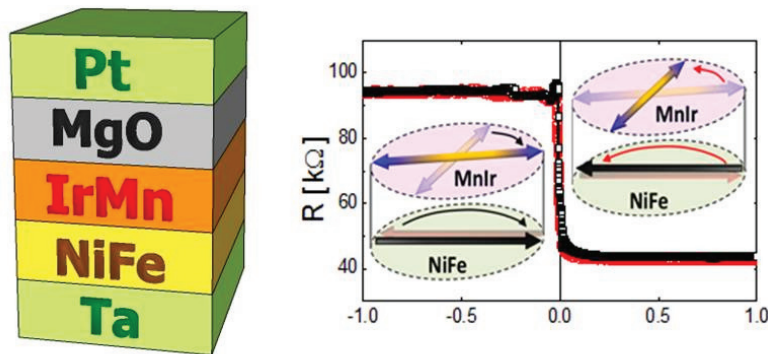 Pt
MgO
IrMn
NiFe
Ta
R [kΩ]
100
80
60
40
MnIr
NiFe
MnIr
NiFe
-1.0
-0.5
0.0
0.5
1.0